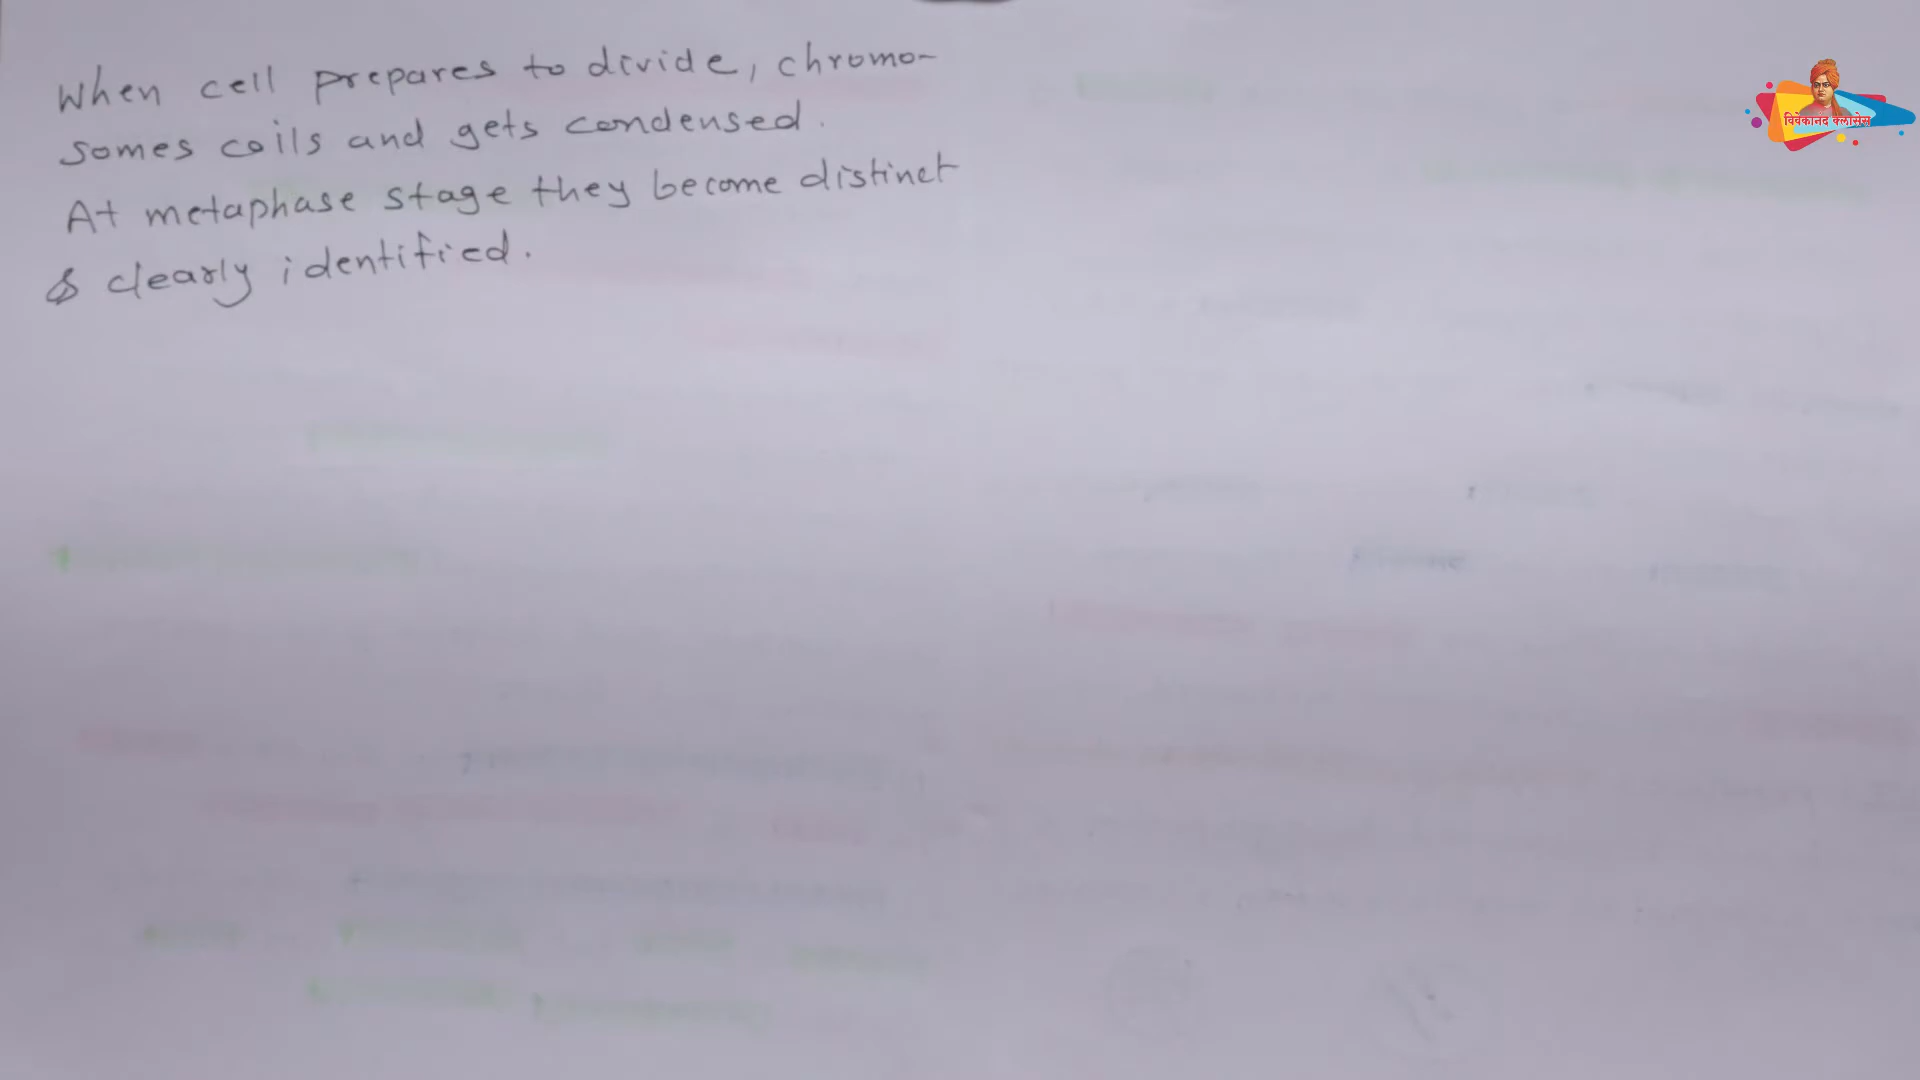 When cell prepares to divide, chromo-
somes coils and gets condensed.
At metaphase stage they become distinct
& clearly identified.
विवेकानंद क्लासेस